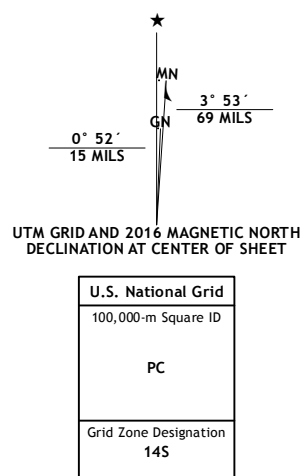 ★
MN
3° 53´
69 MILS
GN
0° 52´
15 MILS
UTM GRID AND 2016 MAGNETIC NORTH
DECLINATION AT CENTER OF SHEET
U.S. National Grid
100,000-m Square ID
PC
Grid Zone Designation
14S